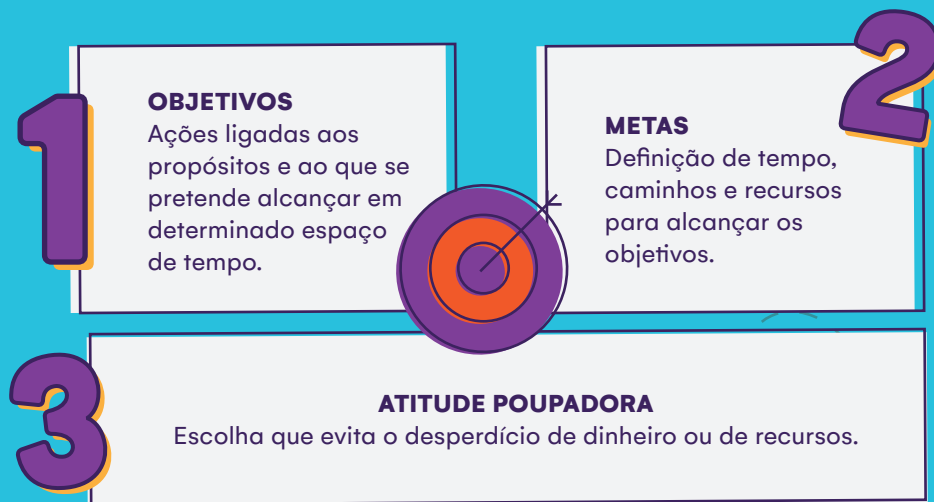 1
OBJETIVOS
Ações ligadas aos
propósitos e ao que se
pretende alcançar em
determinado espaço
de tempo.
2
METAS
Definição de tempo,
caminhos e recursos
para alcançar os
objetivos.
3
ATITUDE POUPADORA
Escolha que evita o desperdício de dinheiro ou de recursos.